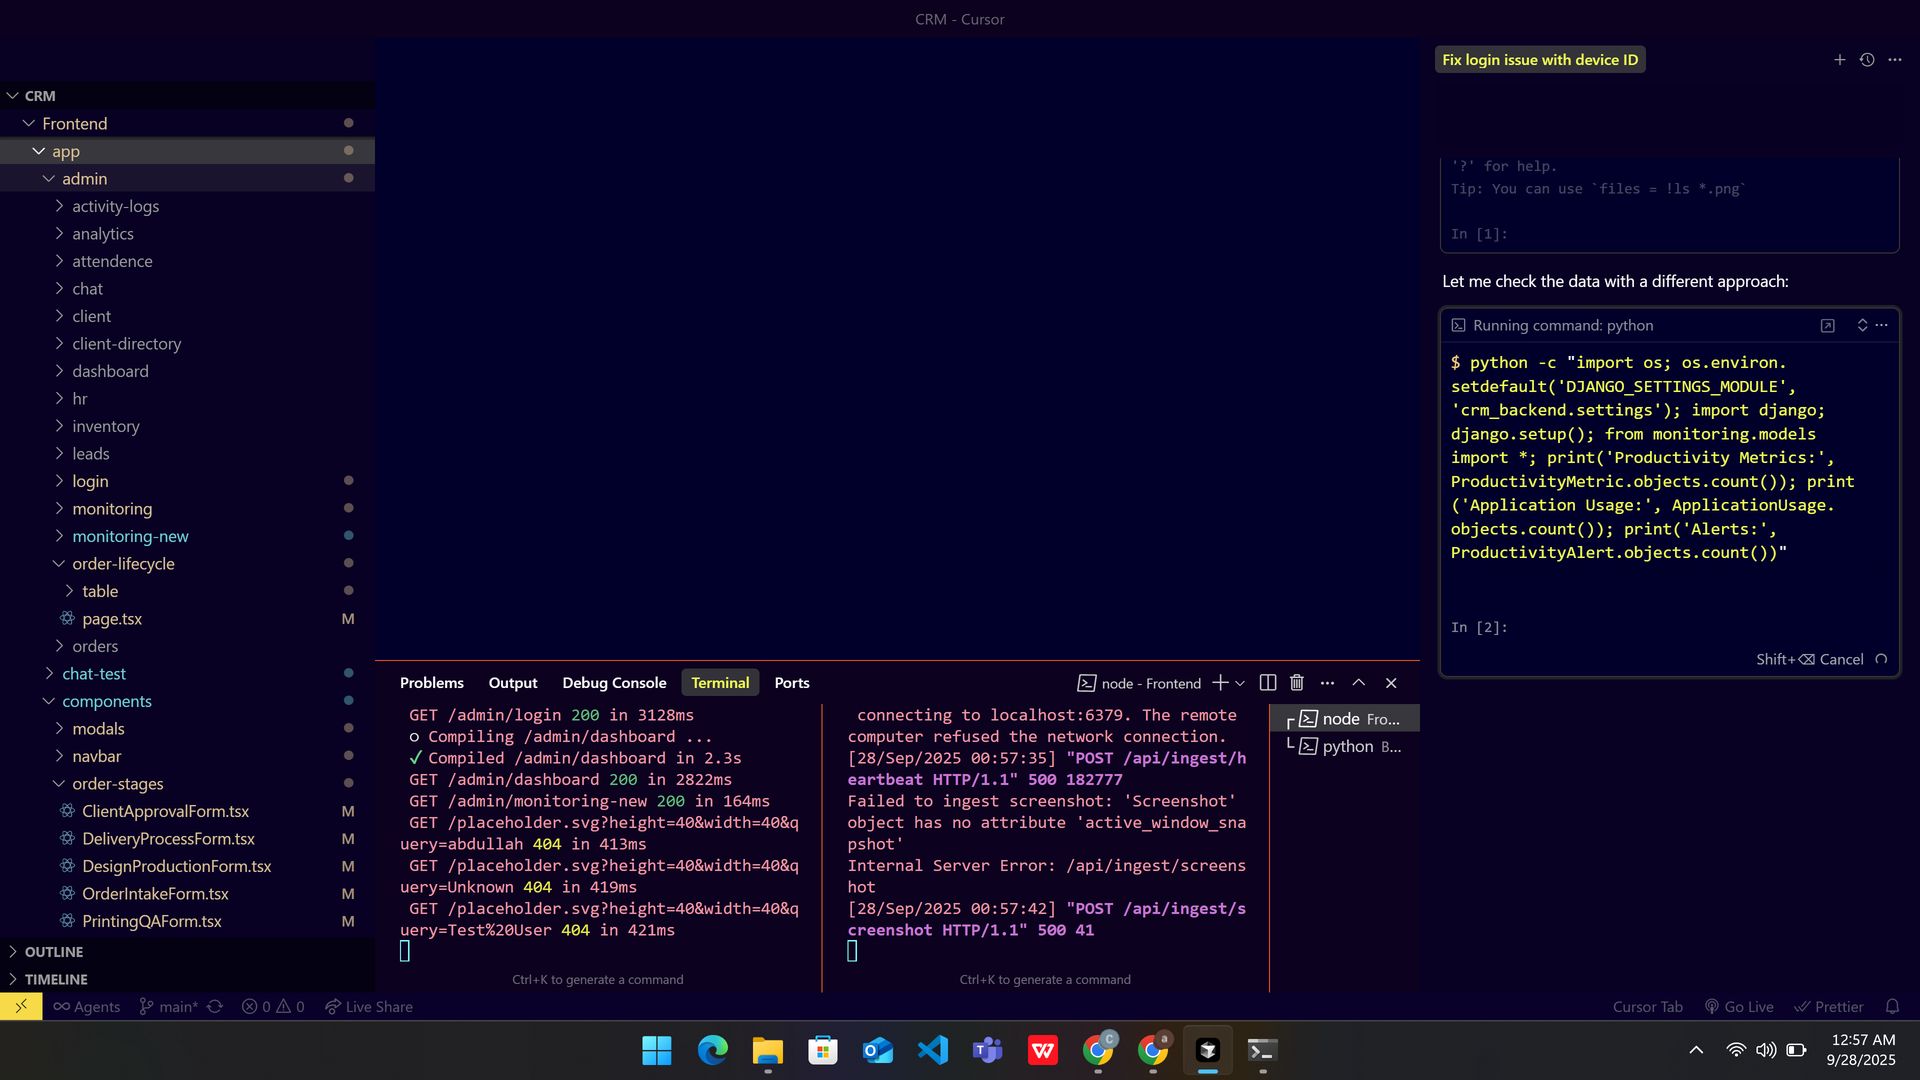 CRM - Cursor
CRM
Frontend
app
admin
activity-logs
analytics
attendence
chat
client
client-directory
dashboard
hr
inventory
leads
login
monitoring
monitoring-new
order-lifecycle
table
page.tsx M
orders
chat-test
components
modals
navbar
order-stages
ClientApprovalForm.tsx M
DeliveryProcessForm.tsx M
DesignProductionForm.tsx M
OrderIntakeForm.tsx M
PrintingQAForm.tsx M
OUTLINE
TIMELINE
Problems Output Debug Console Terminal Ports
node - Frontend
GET /admin/login 200 in 3128ms
○ Compiling /admin/dashboard ...
✓ Compiled /admin/dashboard in 2.3s
GET /admin/dashboard 200 in 2822ms
GET /admin/monitoring-new 200 in 164ms
GET /placeholder.svg?height=40&width=40&q
uery=abdullah 404 in 413ms
GET /placeholder.svg?height=40&width=40&q
uery=Unknown 404 in 419ms
GET /placeholder.svg?height=40&width=40&q
uery=Test%20User 404 in 421ms
Ctrl+K to generate a command
connecting to localhost:6379. The remote
computer refused the network connection.
[28/Sep/2025 00:57:35] "POST /api/ingest/h
eartbeat HTTP/1.1" 500 182777
Failed to ingest screenshot: 'Screenshot'
object has no attribute 'active_window_sna
pshot'
Internal Server Error: /api/ingest/screens
hot
[28/Sep/2025 00:57:42] "POST /api/ingest/s
creenshot HTTP/1.1" 500 41
Ctrl+K to generate a command
node Fro...
python B...
Fix login issue with device ID
'?' for help.
Tip: You can use `files = !ls *.png`
In [1]:
Let me check the data with a different approach:
Running command: python
$ python -c "import os; os.environ.
setdefault('DJANGO_SETTINGS_MODULE',
'crm_backend.settings'); import django;
django.setup(); from monitoring.models
import *; print('Productivity Metrics:',
ProductivityMetric.objects.count()); print
('Application Usage:', ApplicationUsage.
objects.count()); print('Alerts:',
ProductivityAlert.objects.count())"
In [2]:
Shift+⌫ Cancel
Agents main* 0 0 Live Share
Cursor Tab Go Live Prettier
12:57 AM
9/28/2025